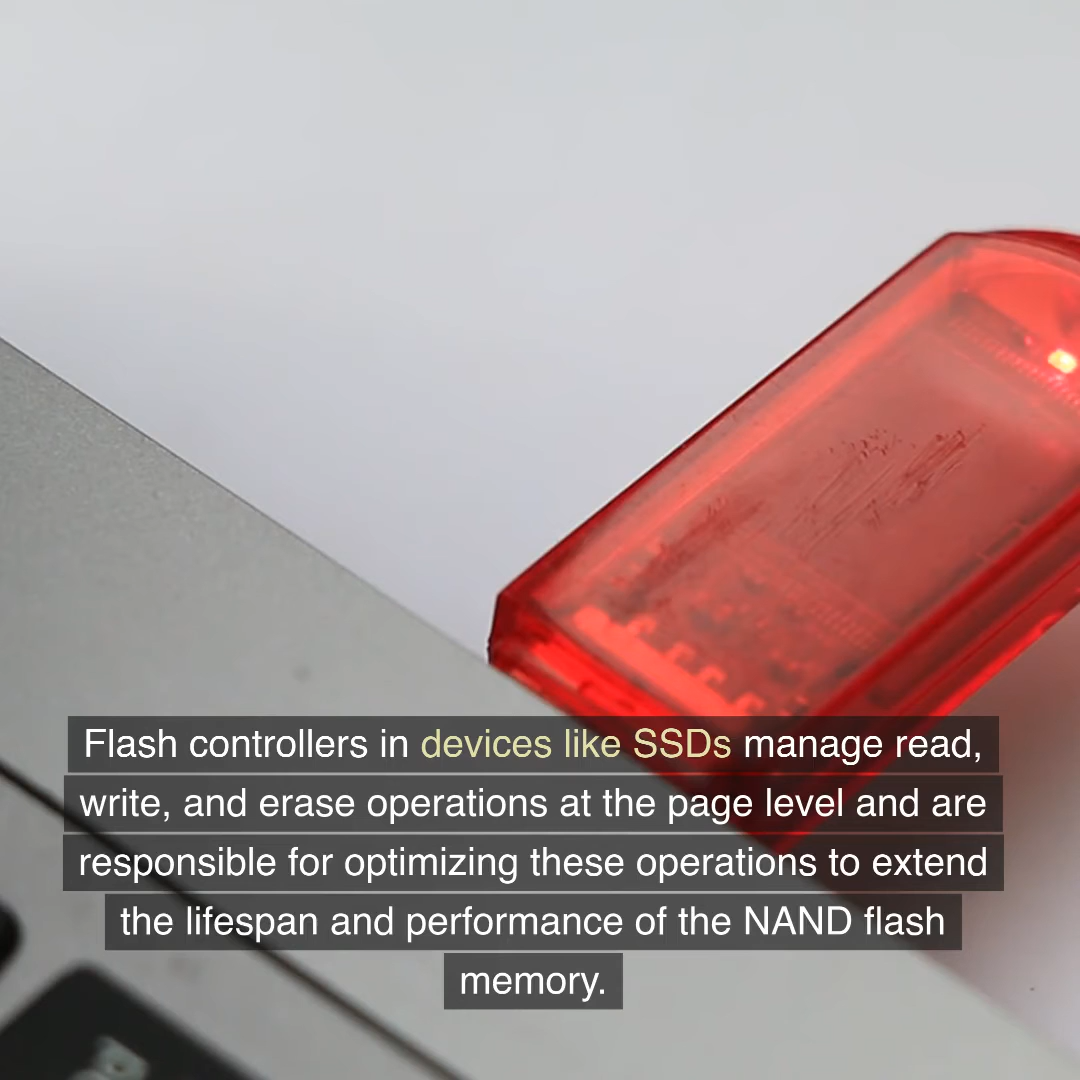 Flash controllers in devices like SSDs manage read,
write, and erase operations at the page level and are
responsible for optimizing these operations to extend
the lifespan and performance of the NAND flash
memory.